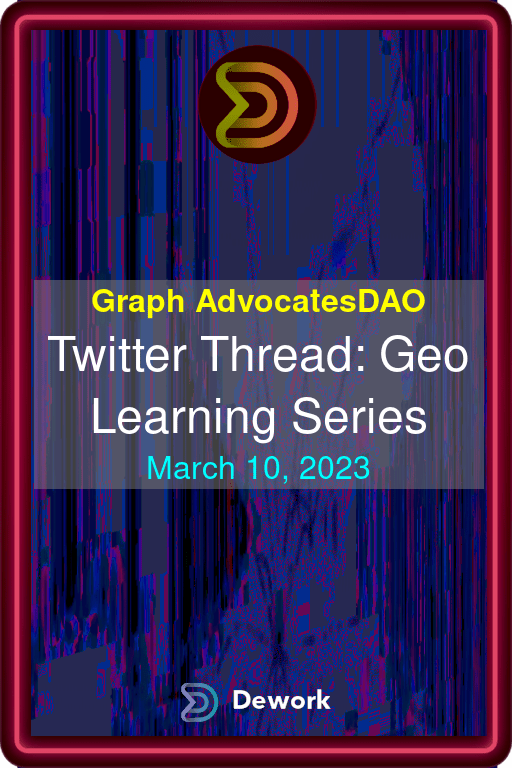 Graph AdvocatesDAO
Twitter Thread: Geo
Learning Series
March 10, 2023
Dework